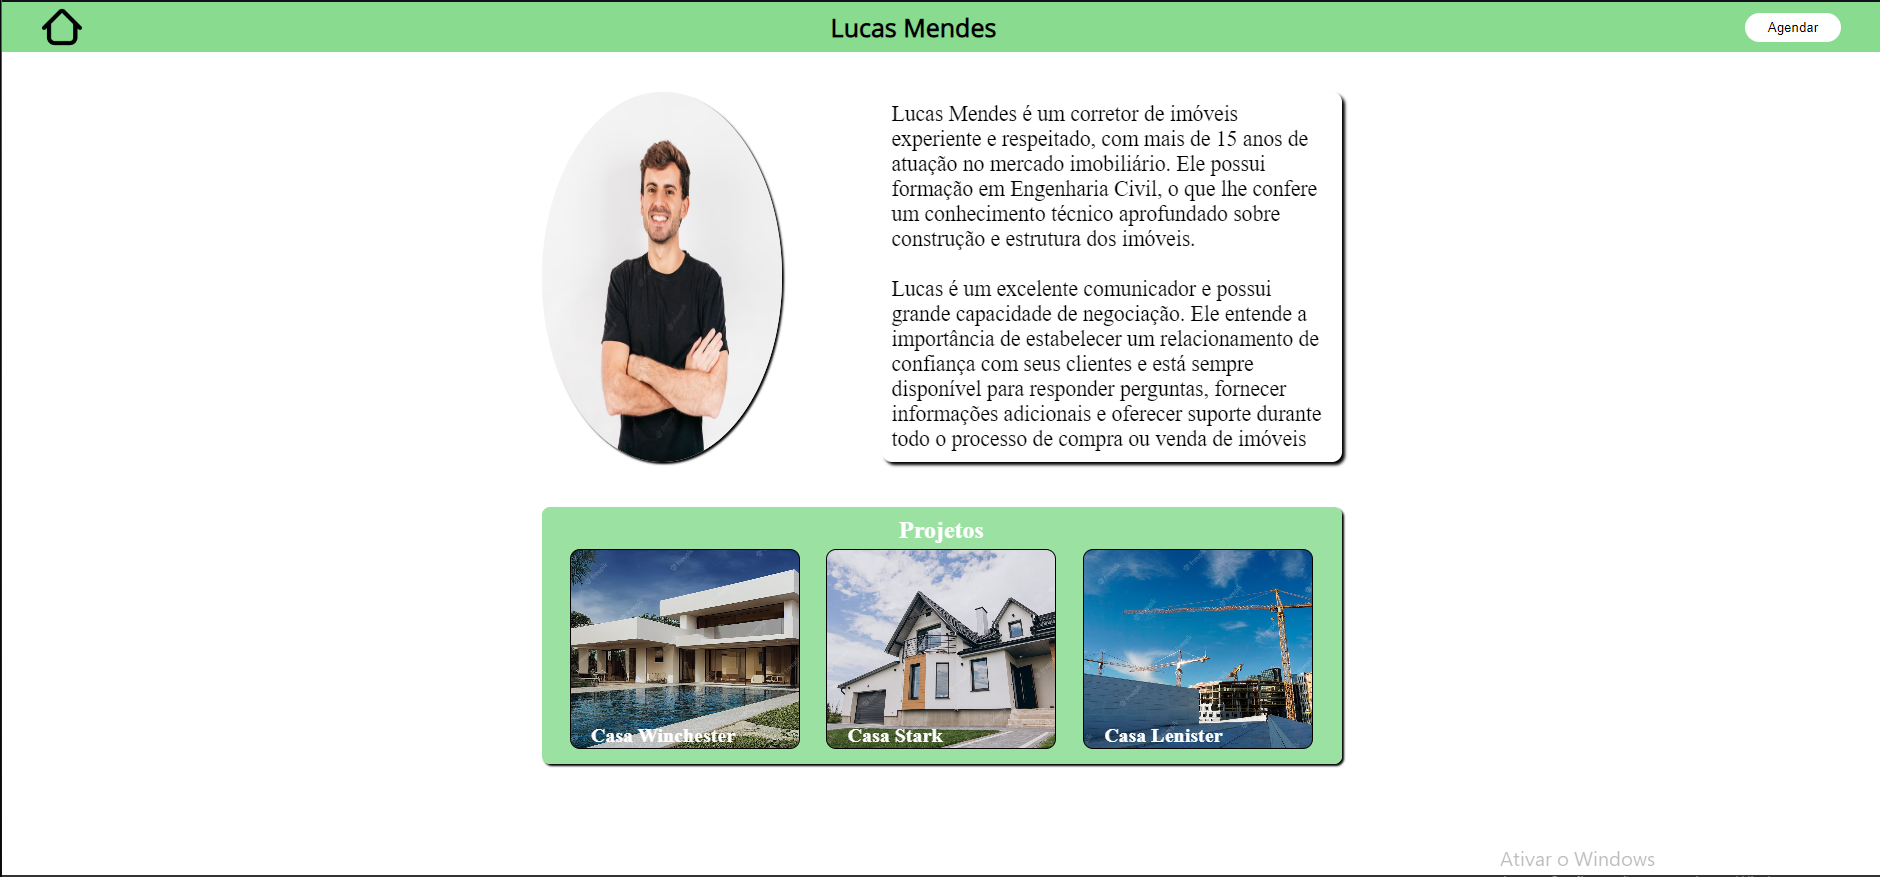 Lucas Mendes
Agendar
Lucas Mendes é um corretor de imóveis
experiente e respeitado, com mais de 15 anos de
atuação no mercado imobiliário. Ele possui
formação em Engenharia Civil, o que lhe confere
um conhecimento técnico aprofundado sobre
construção e estrutura dos imóveis.
Lucas é um excelente comunicador e possui
grande capacidade de negociação. Ele entende a
importância de estabelecer um relacionamento de
confiança com seus clientes e está sempre
disponível para responder perguntas, fornecer
informações adicionais e oferecer suporte durante
todo o processo de compra ou venda de imóveis
Projetos
Casa Winchester
Casa Stark
Casa Lenister
Ativar o Windows